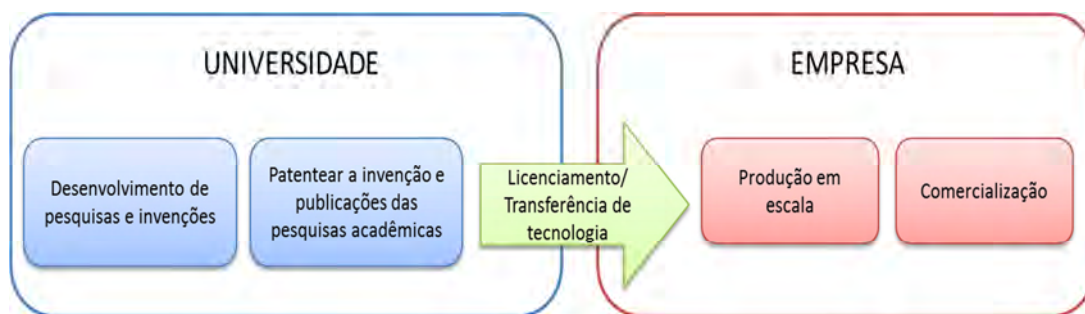 UNIVERSIDADE
Desenvolvimento de
pesquisas e invenções
Patentear a invenção e
publicações das
pesquisas acadêmicas
Licenciamento/
Transferência de
tecnologia
EMPRESA
Produção em
escala
Comercialização